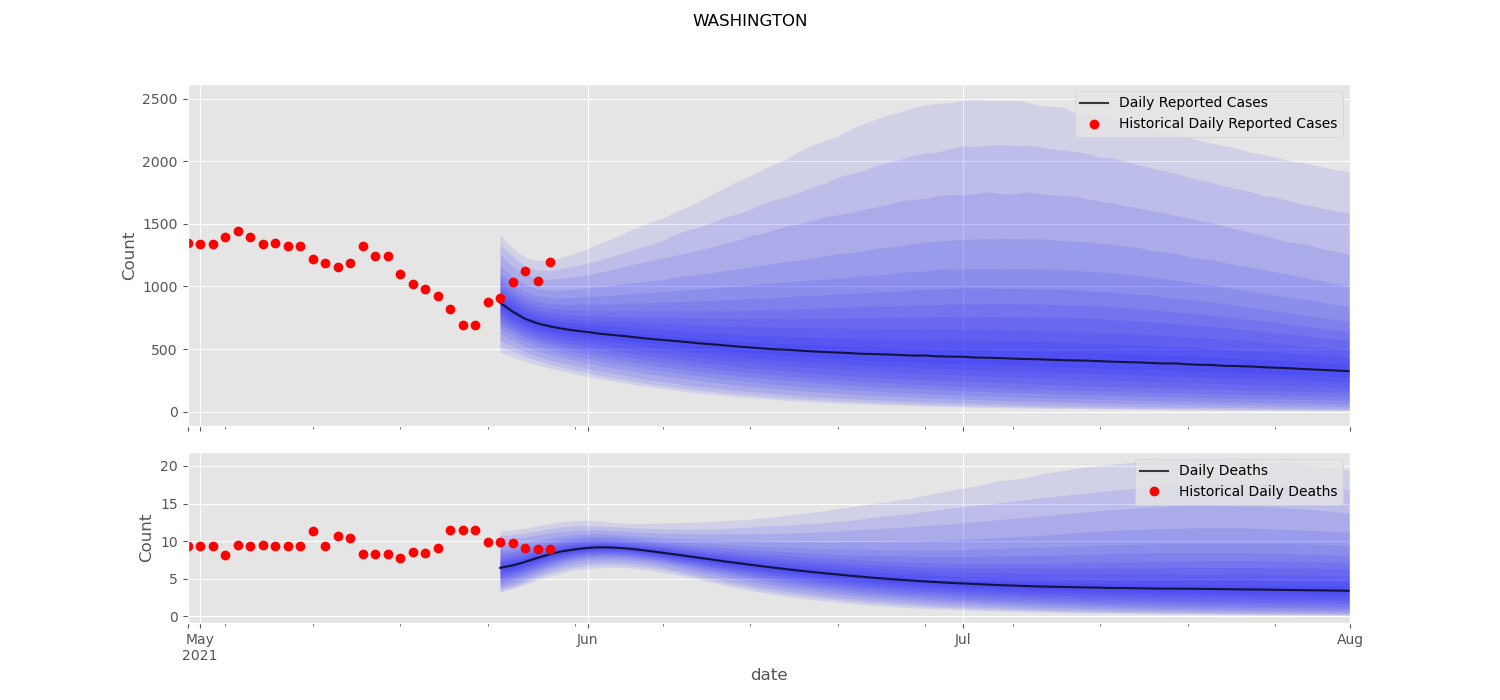 WASHINGTON
2500
2000
1500
1000
500
0
Count
Daily Reported Cases
Historical Daily Reported Cases
20
15
10
5
0
Count
Daily Deaths
Historical Daily Deaths
May Jun Jul Aug
2021
date